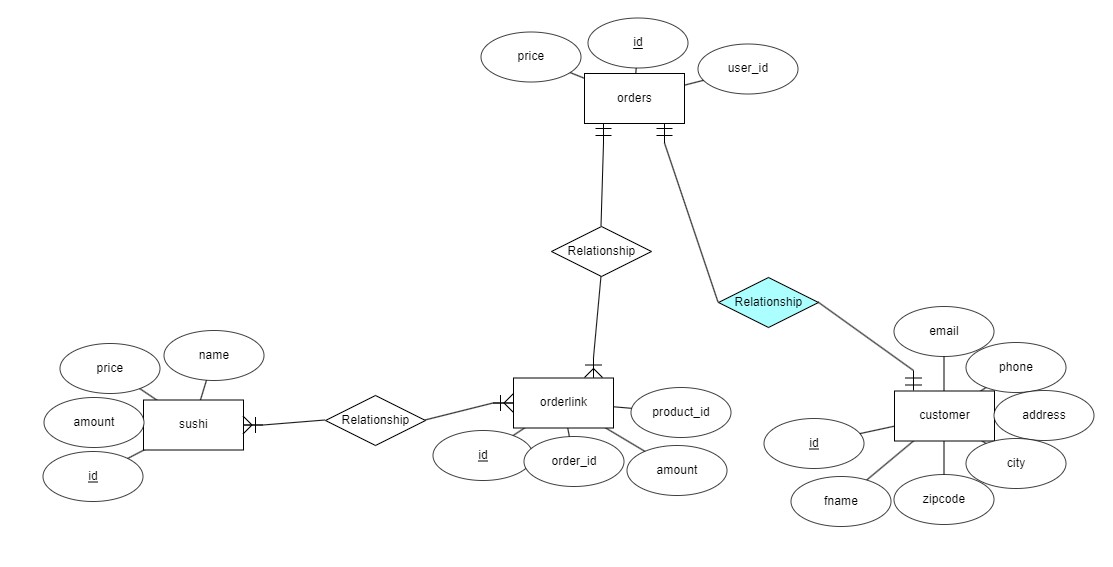 id
price
user_id
orders
Relationship
Relationship
email
name
price
phone
orderlink
product_id
customer
address
amount
sushi
Relationship
id
id
order_id
city
amount
id
fname
zipcode